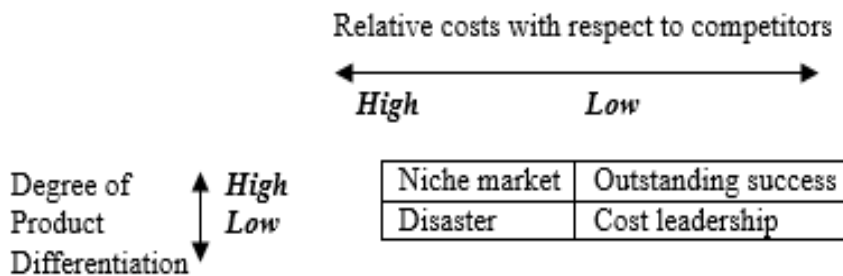 Relative costs with respect to competitors
High Low
Niche market Outstanding success
Degree of High
Product Low
Disaster Cost leadership
Differentiation